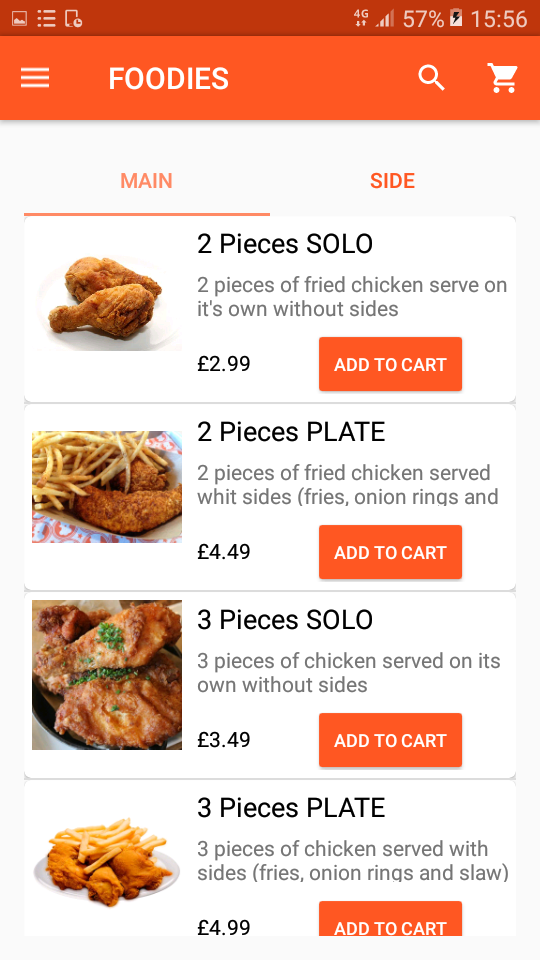 4G 57% 15:56
FOODIES
MAIN SIDE
2 Pieces SOLO
2 pieces of fried chicken serve on
it's own without sides
£2.99 ADD TO CART
2 Pieces PLATE
2 pieces of fried chicken served
whit sides (fries, onion rings and
£4.49 ADD TO CART
3 Pieces SOLO
3 pieces of chicken served on its
own without sides
£3.49 ADD TO CART
3 Pieces PLATE
3 pieces of chicken served with
sides (fries, onion rings and slaw)
£4.99 ADD TO CART